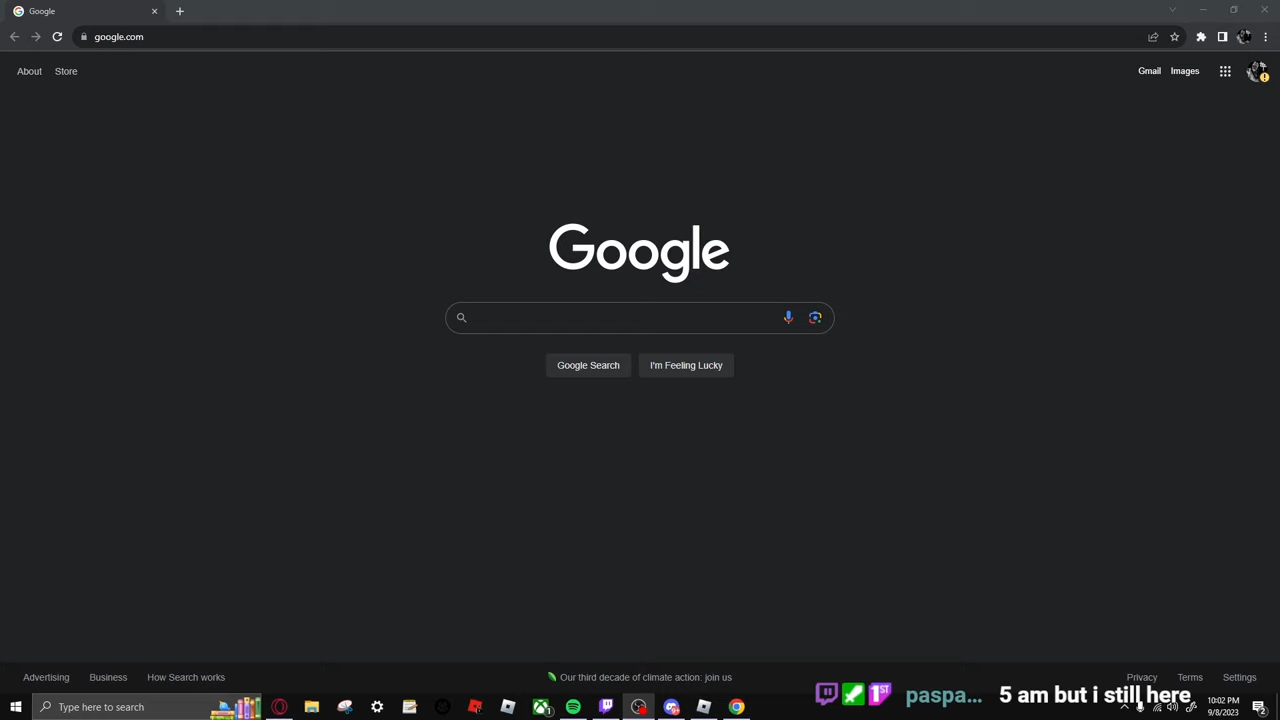 Google
google.com
About
Store
Gmail
Images
Google
Google Search
I'm Feeling Lucky
Advertising
Business
How Search works
Our third decade of climate action: join us
Privacy
Terms
Settings
Type here to search
1ST
paspa... 5 am but i still here
10:02 PM
9/8/2023